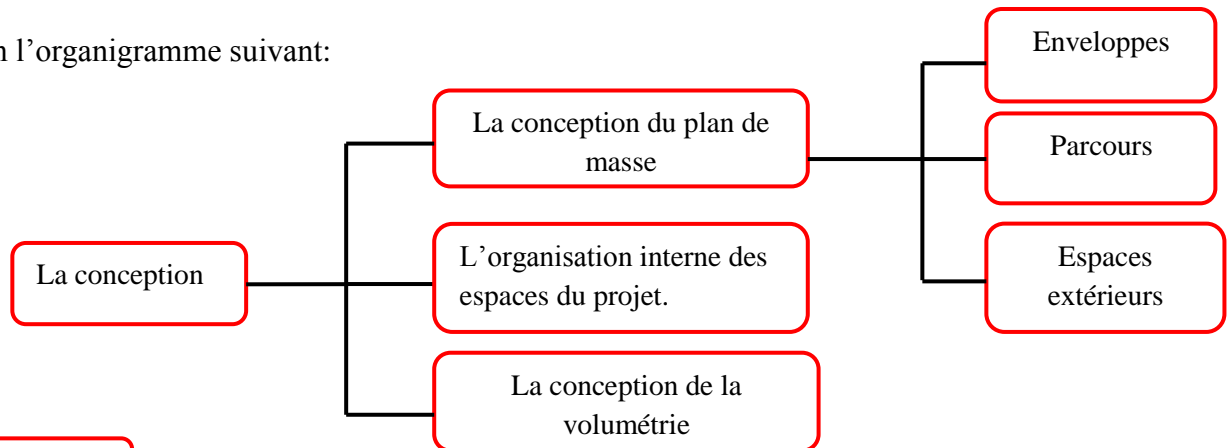 l’organigramme suivant:
La conception
La conception du plan de
masse
L’organisation interne des
espaces du projet.
La conception de la
volumétrie
Enveloppes
Parcours
Espaces
extérieurs